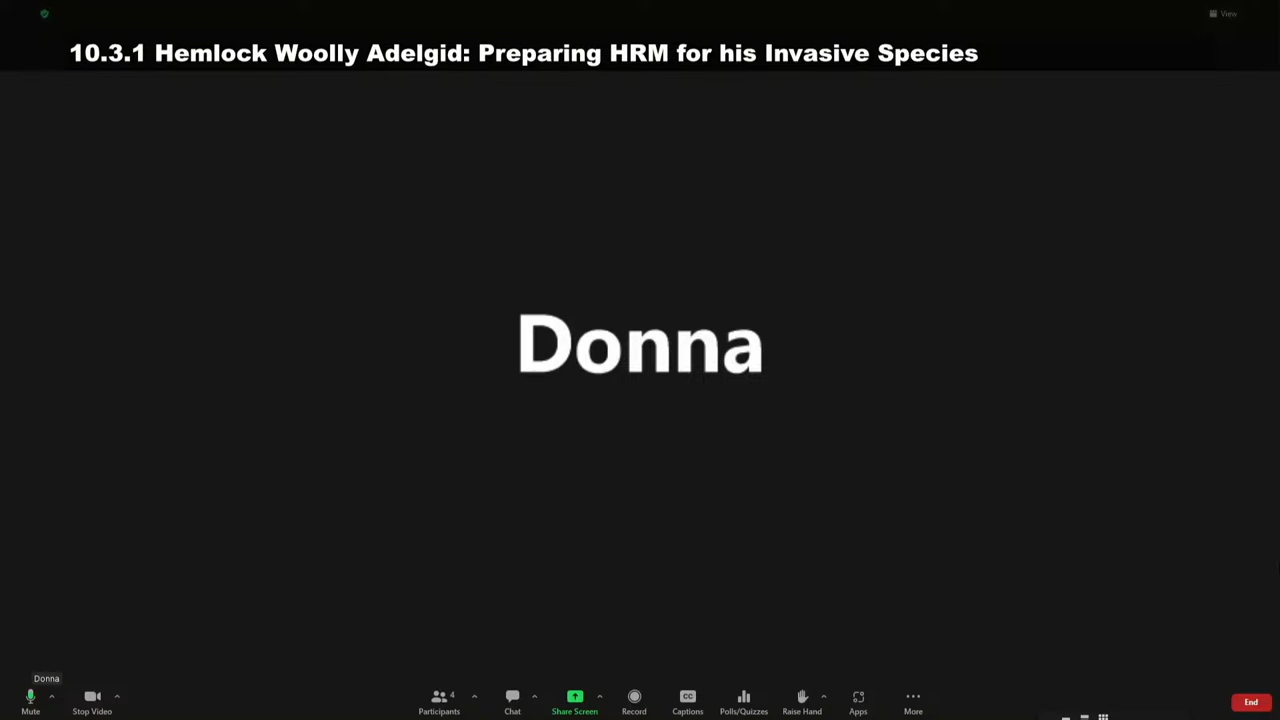 View
10.3.1 Hemlock Woolly Adelgid: Preparing HRM for his Invasive Species
Donna
Donna
Mute
Stop Video
Participants
4
Chat
Share Screen
Record
CC
Captions
Polls/Quizzes
Raise Hand
Apps
More
End